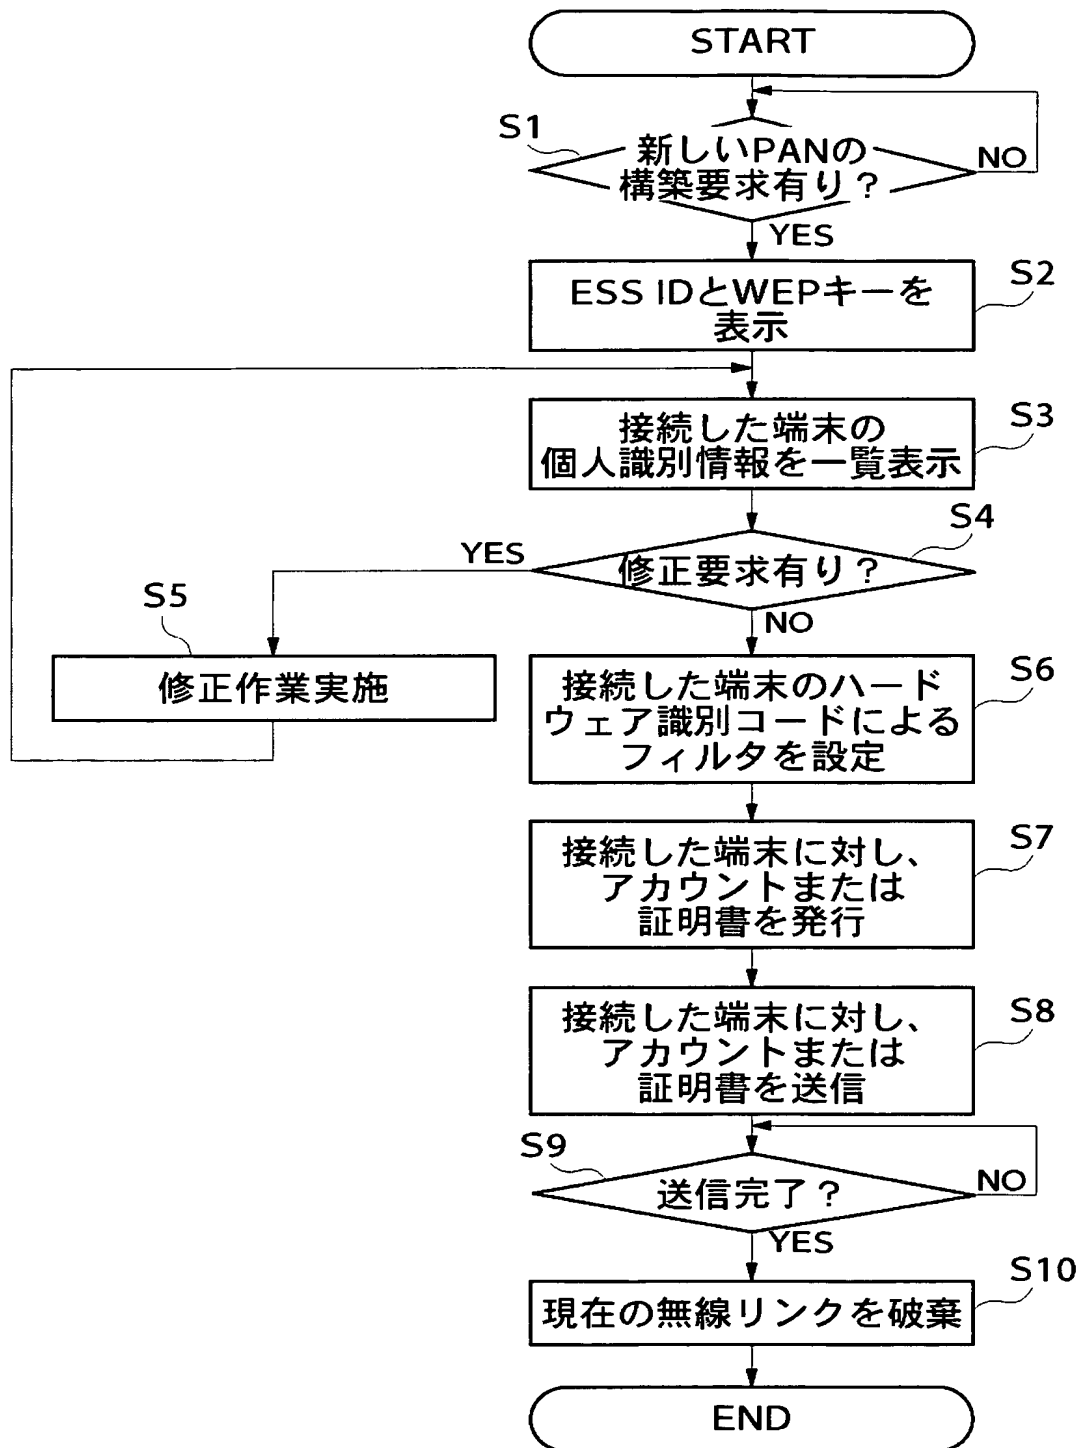 START
S1
新しいPANの
構築要求有り？
NO
YES
S2
ESS IDとWEPキーを
表示
S3
接続した端末の
個人識別情報を一覧表示
S4
YES
修正要求有り？
NO
S5
修正作業実施
S6
接続した端末のハード
ウェア識別コードによる
フィルタを設定
S7
接続した端末に対し、
アカウントまたは
証明書を発行
S8
接続した端末に対し、
アカウントまたは
証明書を送信
S9
送信完了？
NO
YES
S10
現在の無線リンクを破棄
END